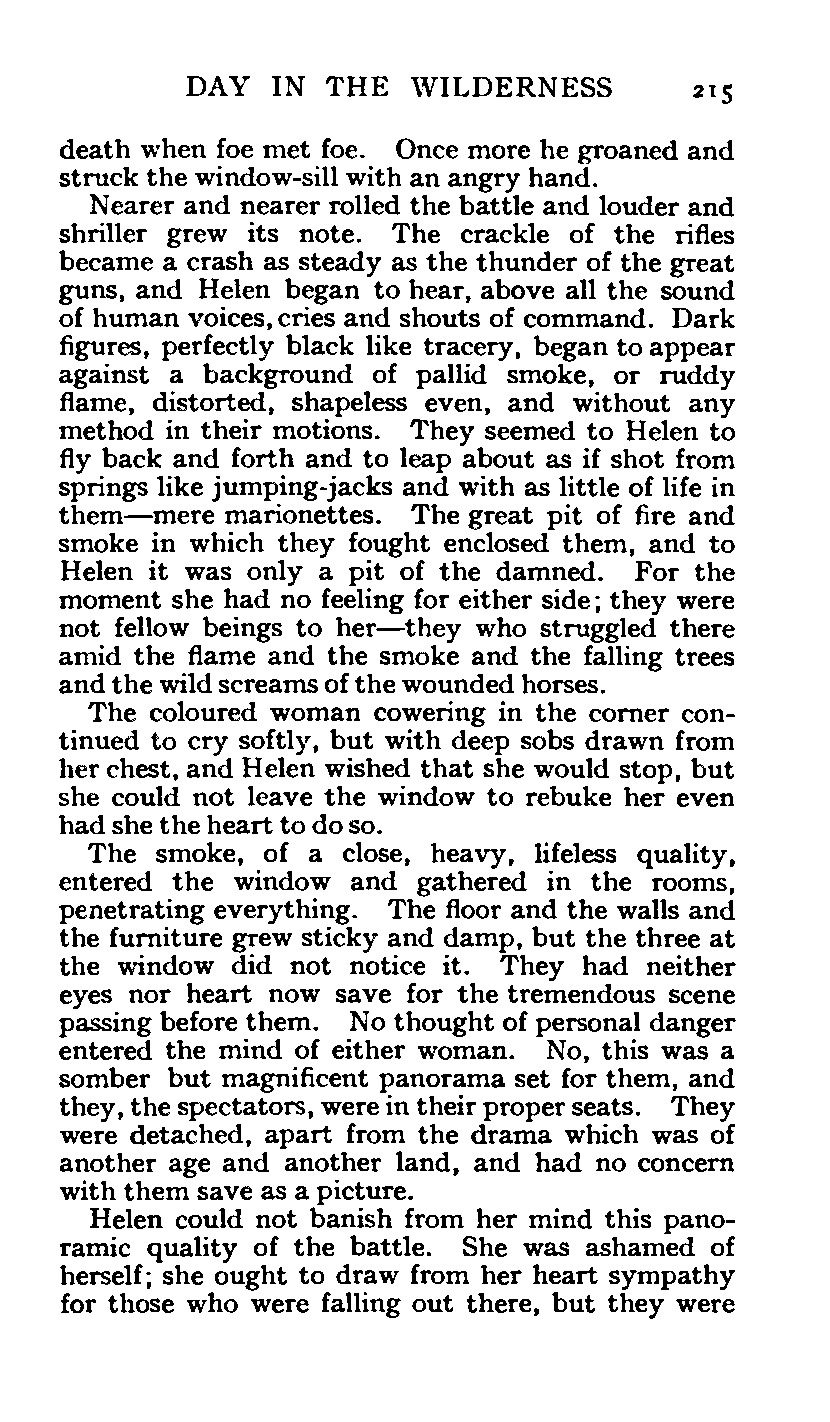 DAY IN THE WILDERNESS 215
death when foe met foe. Once more he groaned and
struck the window-sill with an angry hand.
Nearer and nearer rolled the battle and louder and
shriller grew its note. The crackle of the rifles
became a crash as steady as the thunder of the great
guns, and Helen began to hear, above all the sound
of human voices, cries and shouts of command. Dark
figures, perfectly black like tracery, began to appear
against a background of pallid smoke, or ruddy
flame, distorted, shapeless even, and without any
method in their motions. They seemed to Helen to
fly back and forth and to leap about as if shot from
springs like jumping-jacks and with as little of life in
them—mere marionettes. The great pit of fire and
smoke in which they fought enclosed them, and to
Helen it was only a pit of the damned. For the
moment she had no feeling for either side; they were
not fellow beings to her—they who struggled there
amid the flame and the smoke and the falling trees
and the wild screams of the wounded horses.
The coloured woman cowering in the corner con-
tinued to cry softly, but with deep sobs drawn from
her chest, and Helen wished that she would stop, but
she could not leave the window to rebuke her even
had she the heart to do so.
The smoke, of a close, heavy, lifeless quality,
entered the window and gathered in the rooms,
penetrating everything. The floor and the walls and
the furniture grew sticky and damp, but the three at
the window did not notice it. They had neither
eyes nor heart now save for the tremendous scene
passing before them. No thought of personal danger
entered the mind of either woman. No, this was a
somber but magnificent panorama set for them, and
they, the spectators, were in their proper seats. They
were detached, apart from the drama which was of
another age and another land, and had no concern
with them save as a picture.
Helen could not banish from her mind this pano-
ramic quality of the battle. She was ashamed of
herself; she ought to draw from her heart sympathy
for those who were falling out there, but they were